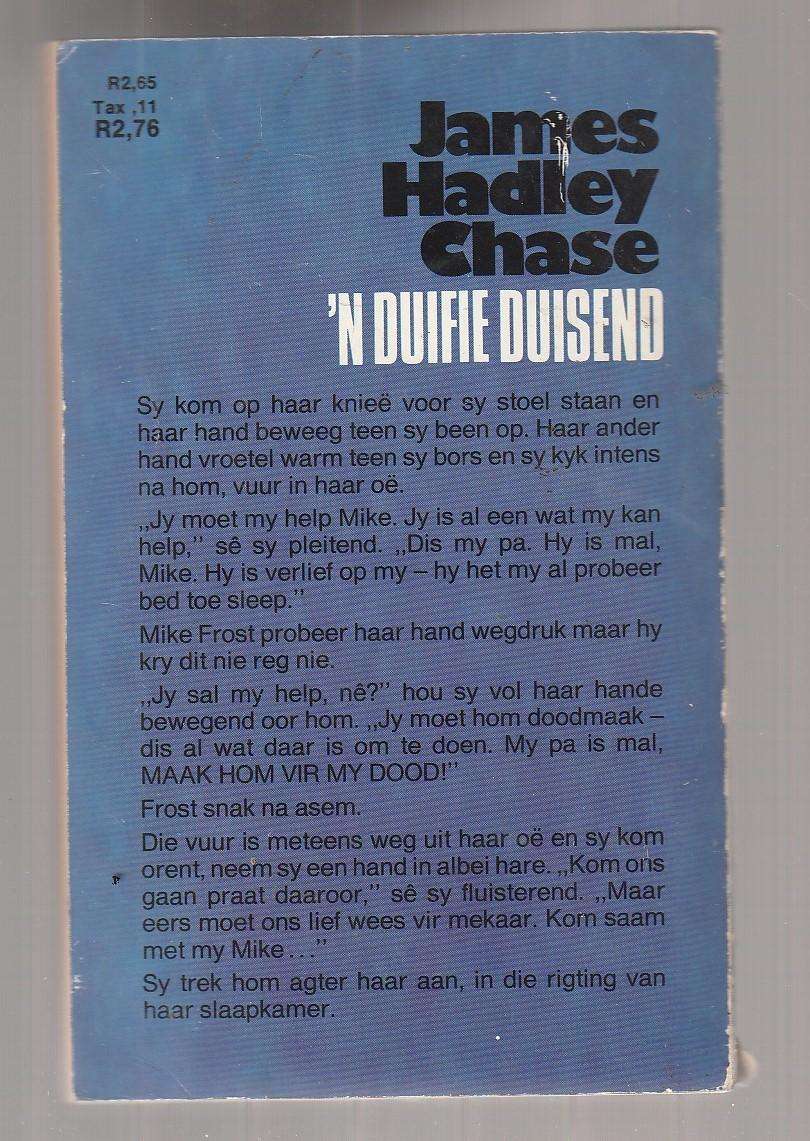 R2,65
Tax ,11
R2,76
James
Hadley
Chase
'N DUIFIE DUISEND
Sy kom op haar knieë voor sy stoel staan en
haar hand beweeg teen sy been op. Haar ander
hand vroetel warm teen sy bors en sy kyk intens
na hom, vuur in haar oë.
„Jy moet my help Mike. Jy is al een wat my kan
help,” sê sy pleitend. „Dis my pa. Hy is mal,
Mike. Hy is verlief op my – hy het my al probeer
bed toe sleep.”
Mike Frost probeer haar hand wegdruk maar hy
kry dit nie reg nie.
„Jy sal my help, nê?” hou sy vol haar hande
bewegend oor hom. „Jy moet hom doodmaak –
dis al wat daar is om te doen. My pa is mal,
MAAK HOM VIR MY DOOD!”
Frost snak na asem.
Die vuur is meteens weg uit haar oë en sy kom
orent, neem sy een hand in albei hare. „Kom ons
gaan praat daaroor,” sê sy fluisterend. „Maar
eers moet ons lief wees vir mekaar. Kom saam
met my Mike...”
Sy trek hom agter haar aan, in die rigting van
haar slaapkamer.